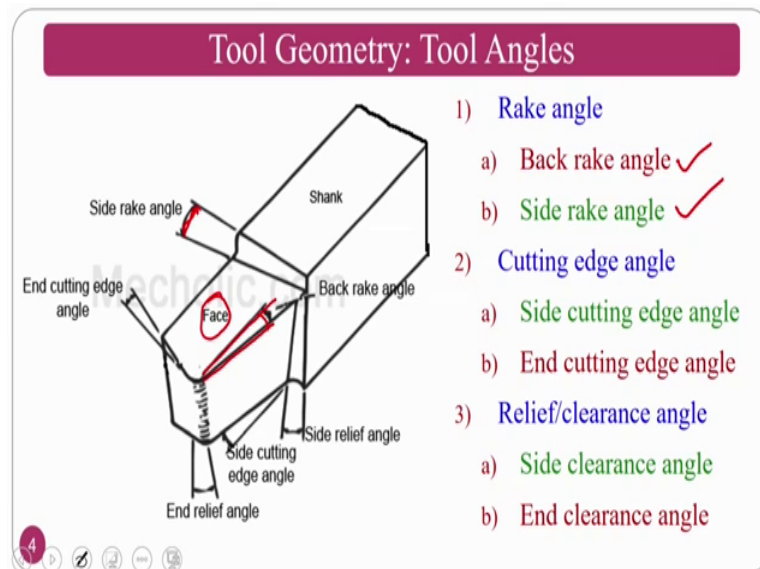 Tool Geometry: Tool Angles
Shank
Side rake angle
End cutting edge
angle
Mecholic.com
Face
Back rake angle
Side relief angle
Side cutting
edge angle
End relief angle
1) Rake angle
a) Back rake angle
b) Side rake angle
2) Cutting edge angle
a) Side cutting edge angle
b) End cutting edge angle
3) Relief/clearance angle
a) Side clearance angle
b) End clearance angle
4